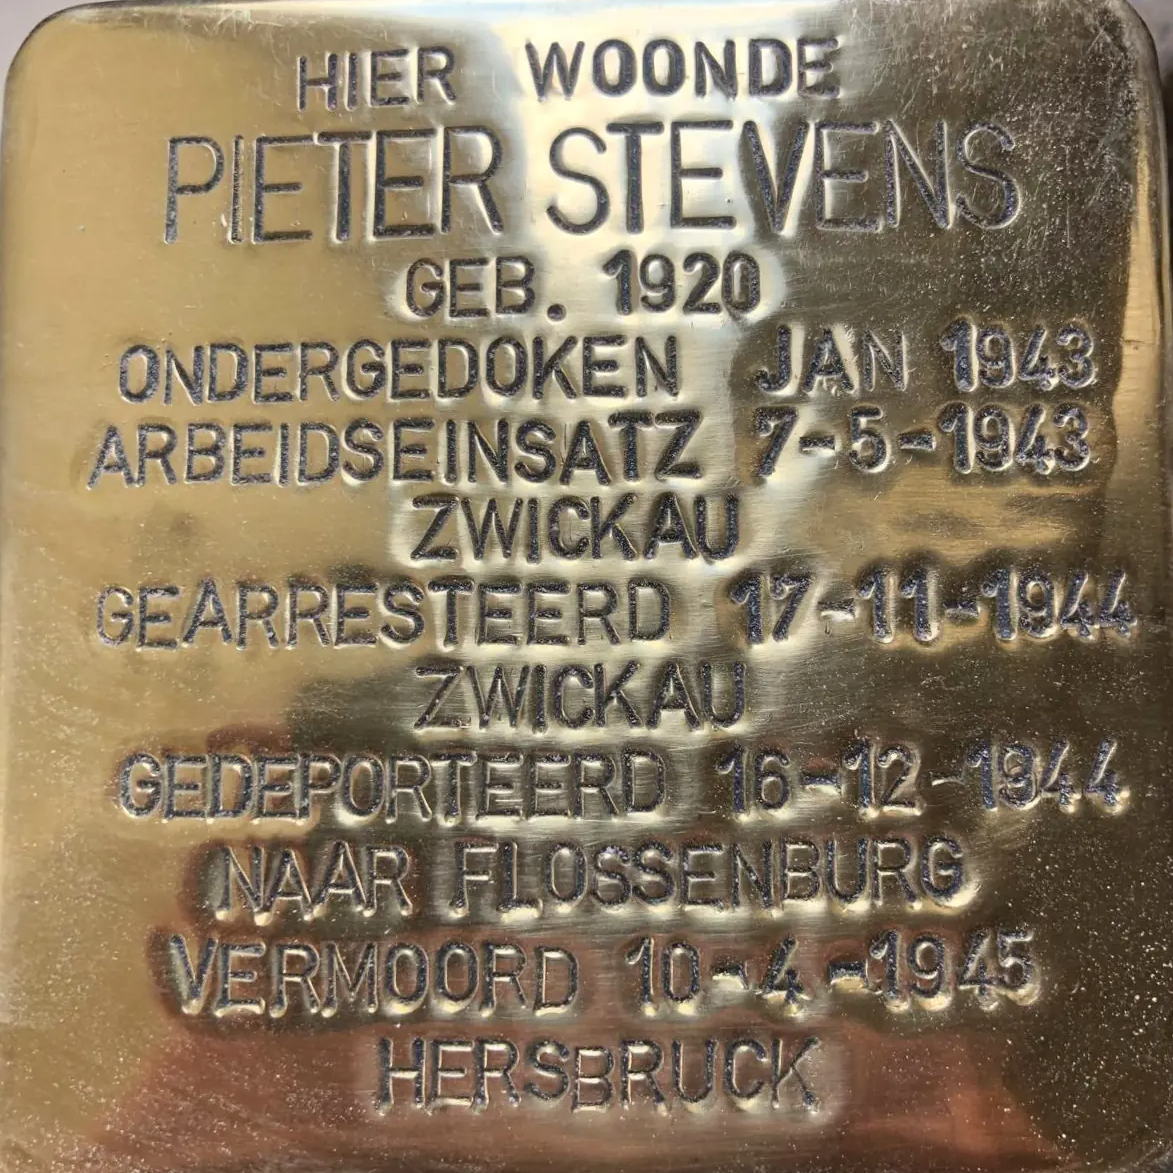 HIER WOONDE
PIETER STEVENS
GEB. 1920
ONDERGEDOKEN JAN 1943
ARBEIDSEINSATZ 7-5-1943
ZWICKAU
GEARRESTEERD 17-11-1944
ZWICKAU
GEDEPORTEERD 16-12-1944
NAAR FLOSSENBURG
VERMOORD 10-4-1945
HERSBRUCK